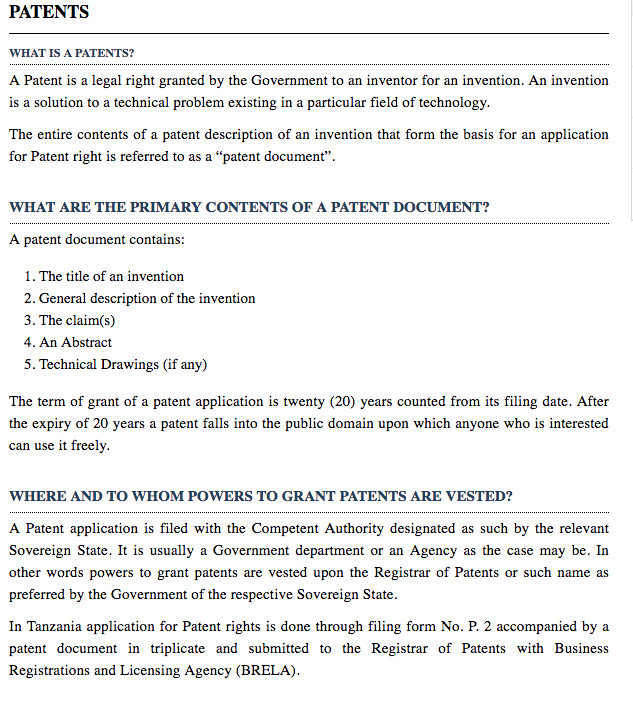 PATENTS
WHAT IS A PATENTS?
A Patent is a legal right granted by the Government to an inventor for an invention. An invention
is a solution to a technical problem existing in a particular field of technology.
The entire contents of a patent description of an invention that form the basis for an application
for Patent right is referred to as a “patent document”.
WHAT ARE THE PRIMARY CONTENTS OF A PATENT DOCUMENT?
A patent document contains:
1. The title of an invention
2. General description of the invention
3. The claim(s)
4. An Abstract
5. Technical Drawings (if any)
The term of grant of a patent application is twenty (20) years counted from its filing date. After
the expiry of 20 years a patent falls into the public domain upon which anyone who is interested
can use it freely.
WHERE AND TO WHOM POWERS TO GRANT PATENTS ARE VESTED?
A Patent application is filed with the Competent Authority designated as such by the relevant
Sovereign State. It is usually a Government department or an Agency as the case may be. In
other words powers to grant patents are vested upon the Registrar of Patents or such name as
preferred by the Government of the respective Sovereign State.
In Tanzania application for Patent rights is done through filing form No. P. 2 accompanied by a
patent document in triplicate and submitted to the Registrar of Patents with Business
Registrations and Licensing Agency (BRELA).